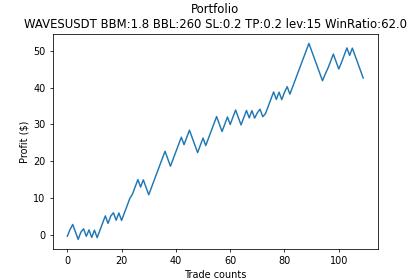 Portfolio
WAVESUSDT BBM:1.8 BBL:260 SL:0.2 TP:0.2 lev:15 WinRatio:62.0
50
40
30
20
10
0
Profit ($)
0 20 40 60 80 100
Trade counts